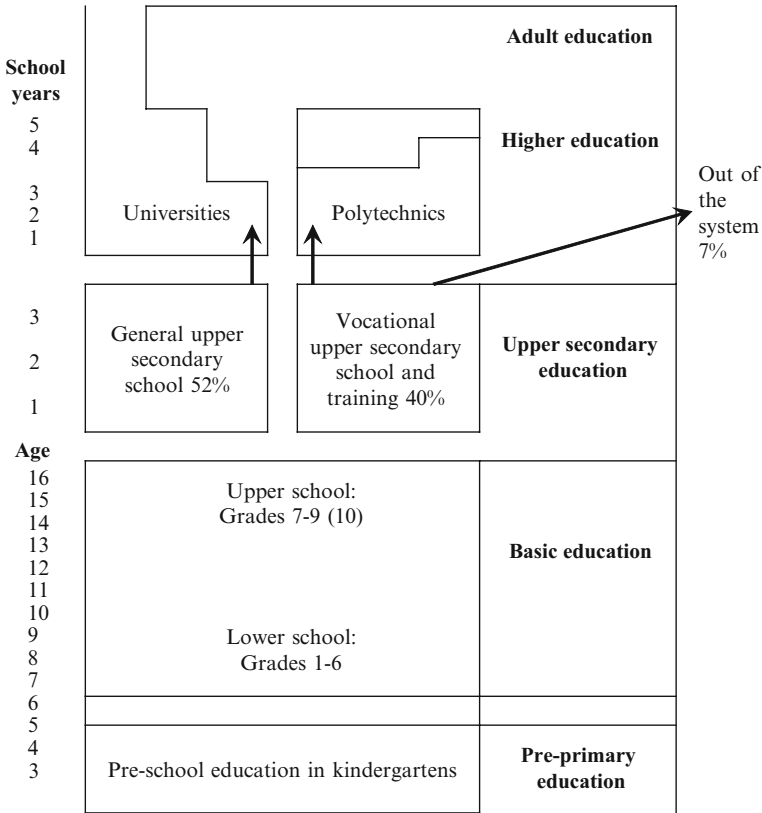 Adult education
School
years
5
4
Higher education
3
2
1
Universities
Polytechnics
Out of
the
system
7%
3
2
1
General upper
secondary
school 52%
Vocational
upper secondary
school and
training 40%
Upper secondary
education
Age
16
15
14
13
12
11
10
9
8
7
6
5
4
3
Upper school:
Grades 7-9 (10)
Basic education
Lower school:
Grades 1-6
Pre-school education in kindergartens
Pre-primary
education